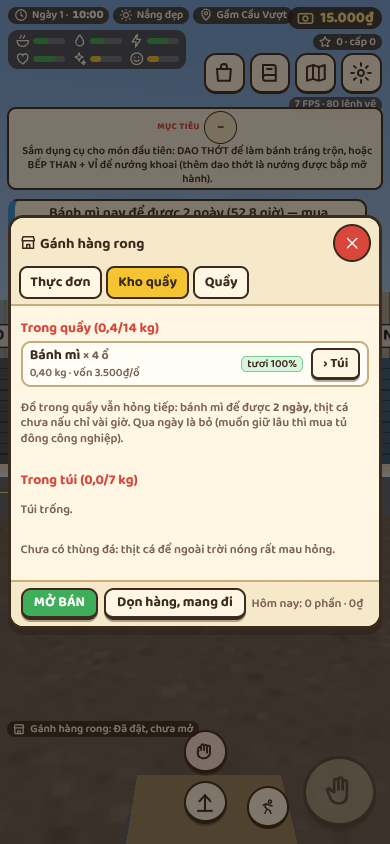 Ngày 1 · 10:00
Nắng đẹp
Gầm Cầu Vượt
15.000₫
0 · cấp 0
7 FPS · 80 lệnh vẽ
MỤC TIÊU
–
Sắm dụng cụ cho món đầu tiên: DAO THỚT để làm bánh tráng trộn, hoặc
BẾP THAN + VỈ để nướng khoai (thêm dao thớt là nướng được bắp mỡ
hành).
Bánh mì nay để được 2 ngày (52,8 giờ) — mua
Gánh hàng rong
Thực đơn
Kho quầy
Quầy
Trong quầy (0,4/14 kg)
Bánh mì × 4 ổ
0,40 kg · vốn 3.500₫/ổ
tươi 100%
› Túi
Đồ trong quầy vẫn hỏng tiếp: bánh mì để được 2 ngày, thịt cá
chưa nấu chỉ vài giờ. Qua ngày là bỏ (muốn giữ lâu thì mua tủ
đông công nghiệp).
Trong túi (0,0/7 kg)
Túi trống.
Chưa có thùng đá: thịt cá để ngoài trời nóng rất mau hỏng.
MỞ BÁN
Dọn hàng, mang đi
Hôm nay: 0 phần · 0₫
Gánh hàng rong: Đã đặt, chưa mở